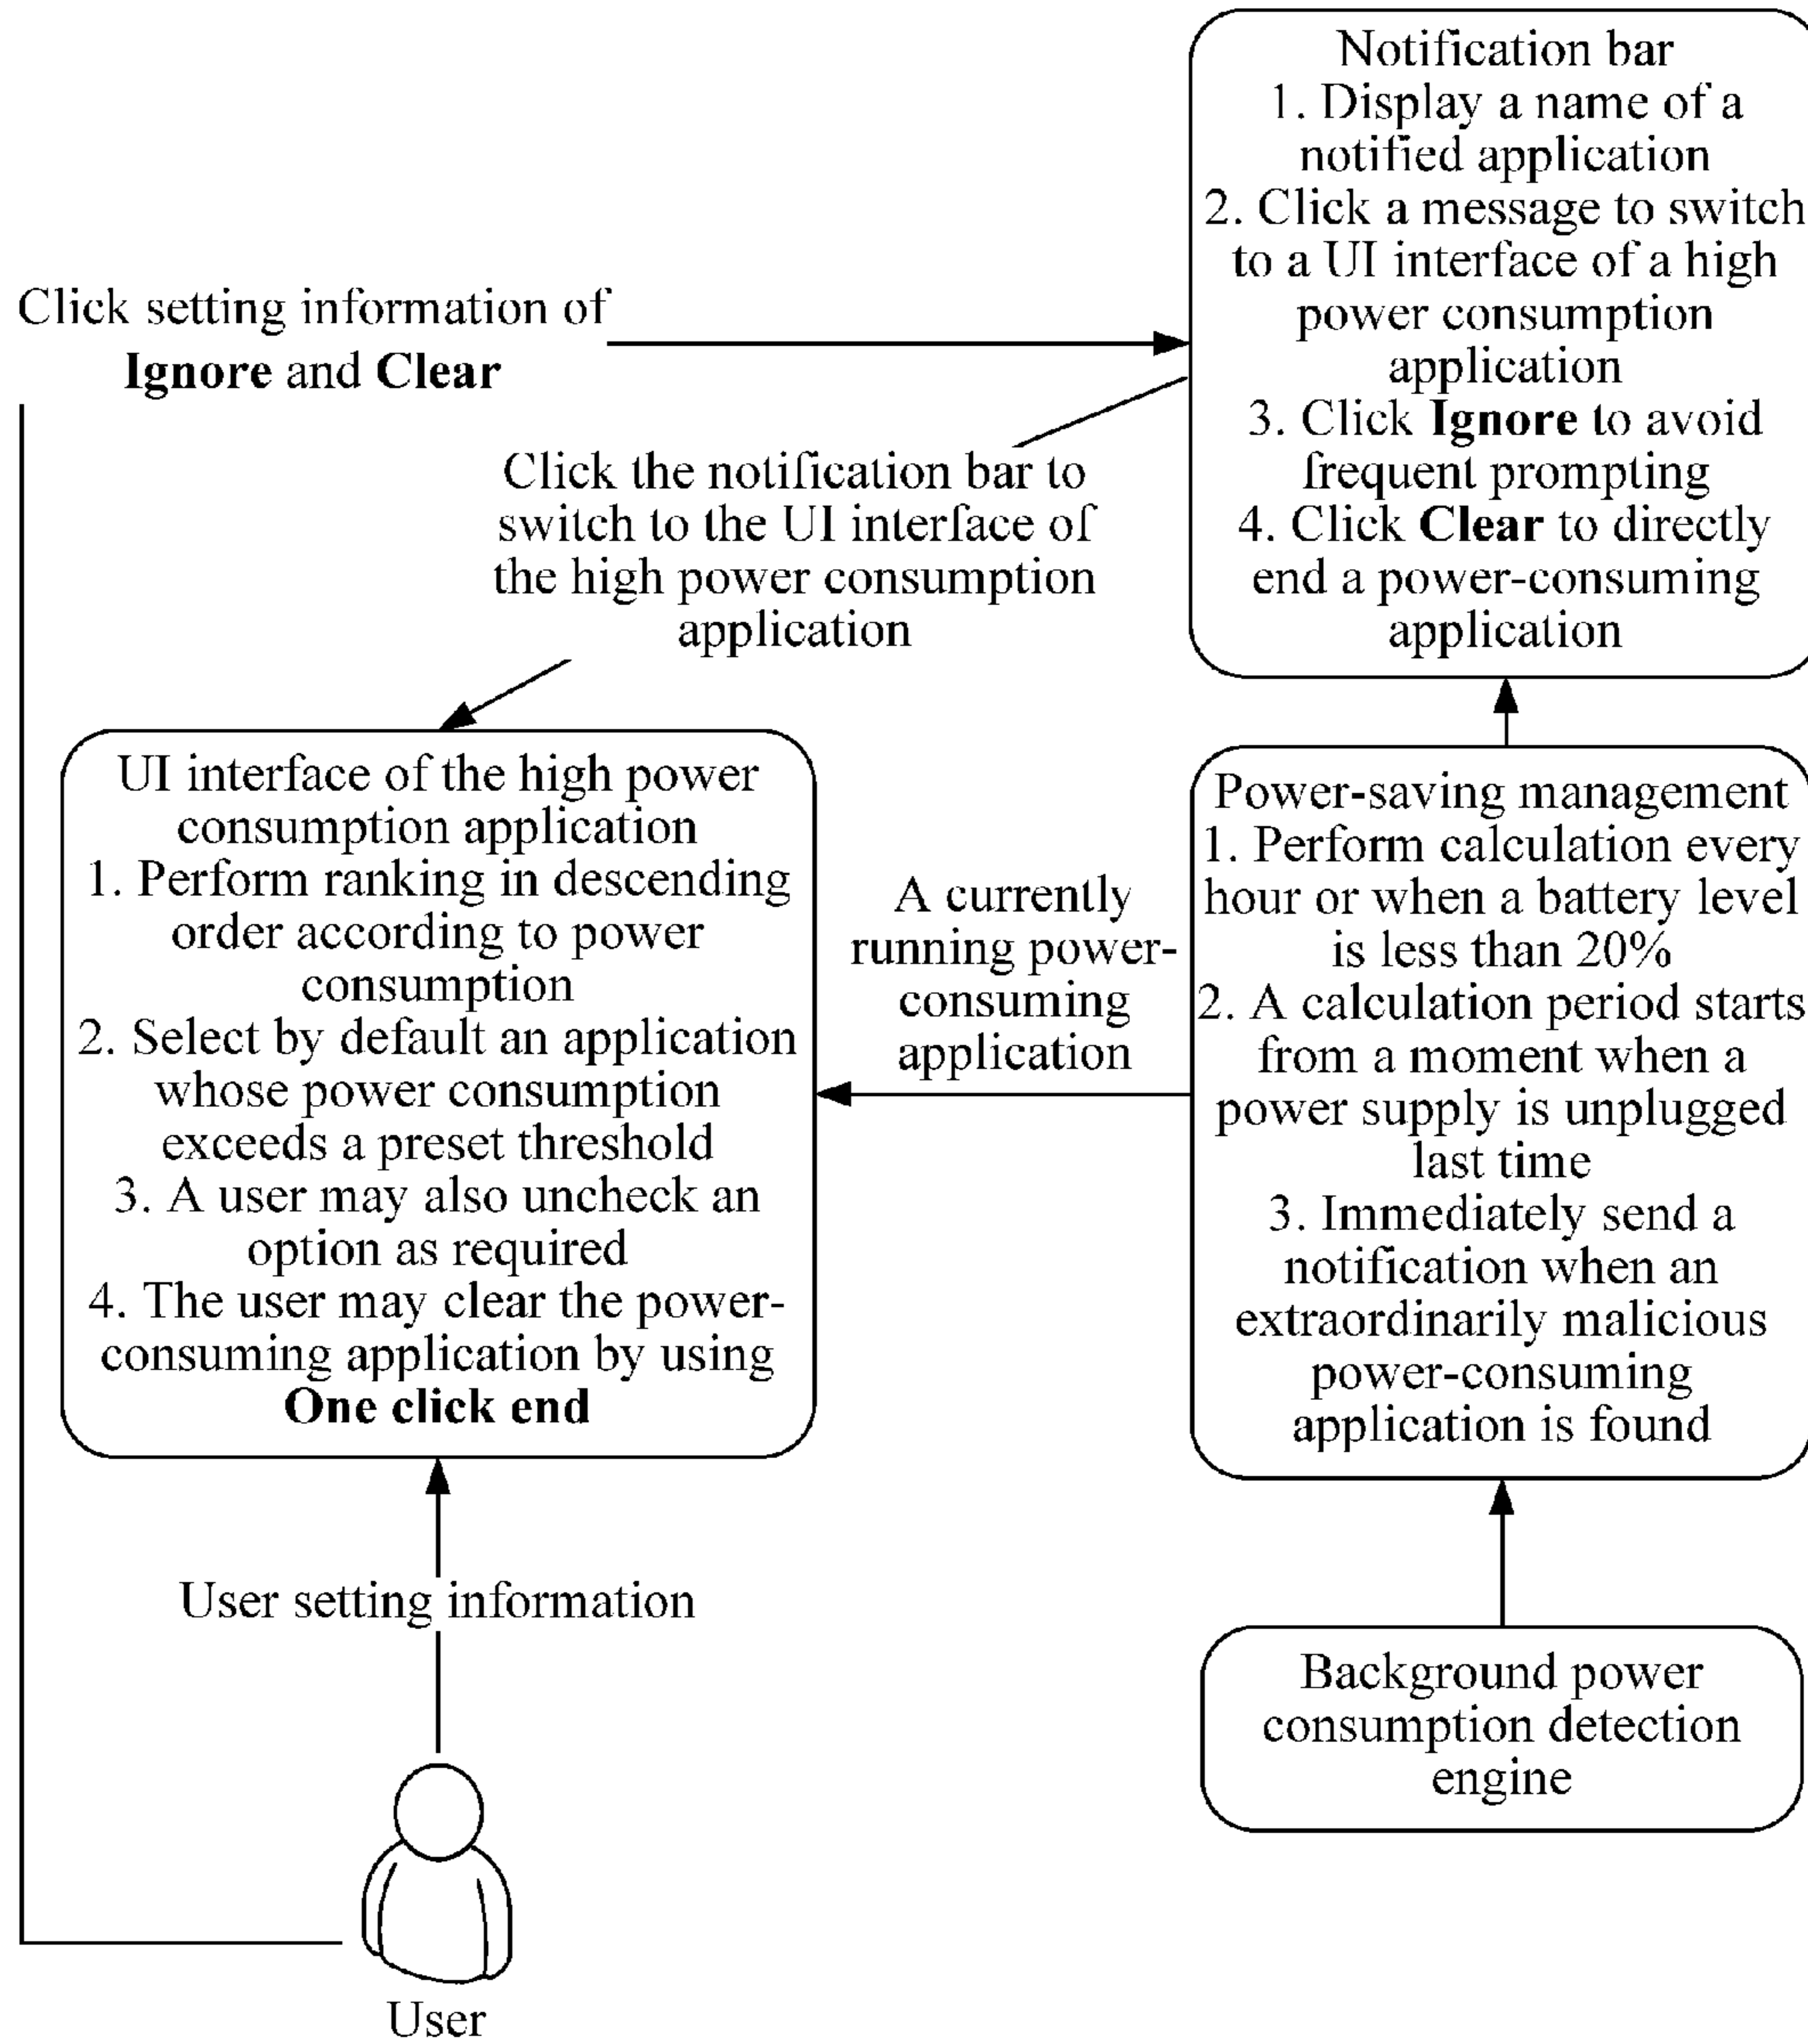 Notification bar
1. Display a name of a
notified application
2. Click a message to switch
to a UI interface of a high
power consumption
application
3. Click Ignore to avoid
frequent prompting
4. Click Clear to directly
end a power-consuming
application
Click setting information of
Ignore and Clear
Click the notification bar to
switch to the UI interface of
the high power consumption
application
UI interface of the high power
consumption application
1. Perform ranking in descending
order according to power
consumption
2. Select by default an application
whose power consumption
exceeds a preset threshold
3. A user may also uncheck an
option as required
4. The user may clear the power-
consuming application by using
One click end
A currently
running power-
consuming
application
Power-saving management
1. Perform calculation every
hour or when a battery level
is less than 20%
2. A calculation period starts
from a moment when a
power supply is unplugged
last time
3. Immediately send a
notification when an
extraordinarily malicious
power-consuming
application is found
User setting information
Background power
consumption detection
engine
User